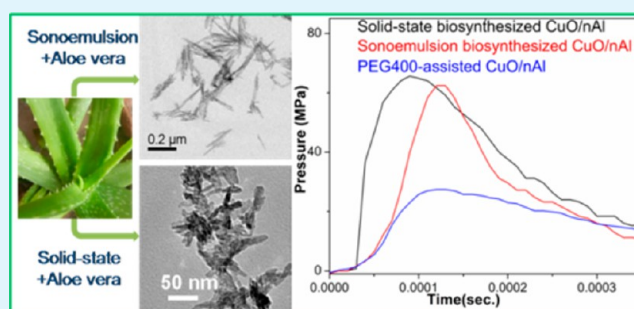 Sonoemulsion
+Aloe vera
0.2 µm
Solid-state
+Aloe vera
50 nm
Solid-state biosynthesized CuO/nAl
Sonoemulsion biosynthesized CuO/nAl
PEG400-assisted CuO/nAl
Pressure (MPa)
80
40
0
0.0000
0.0001
0.0002
0.0003
Time(sec.)